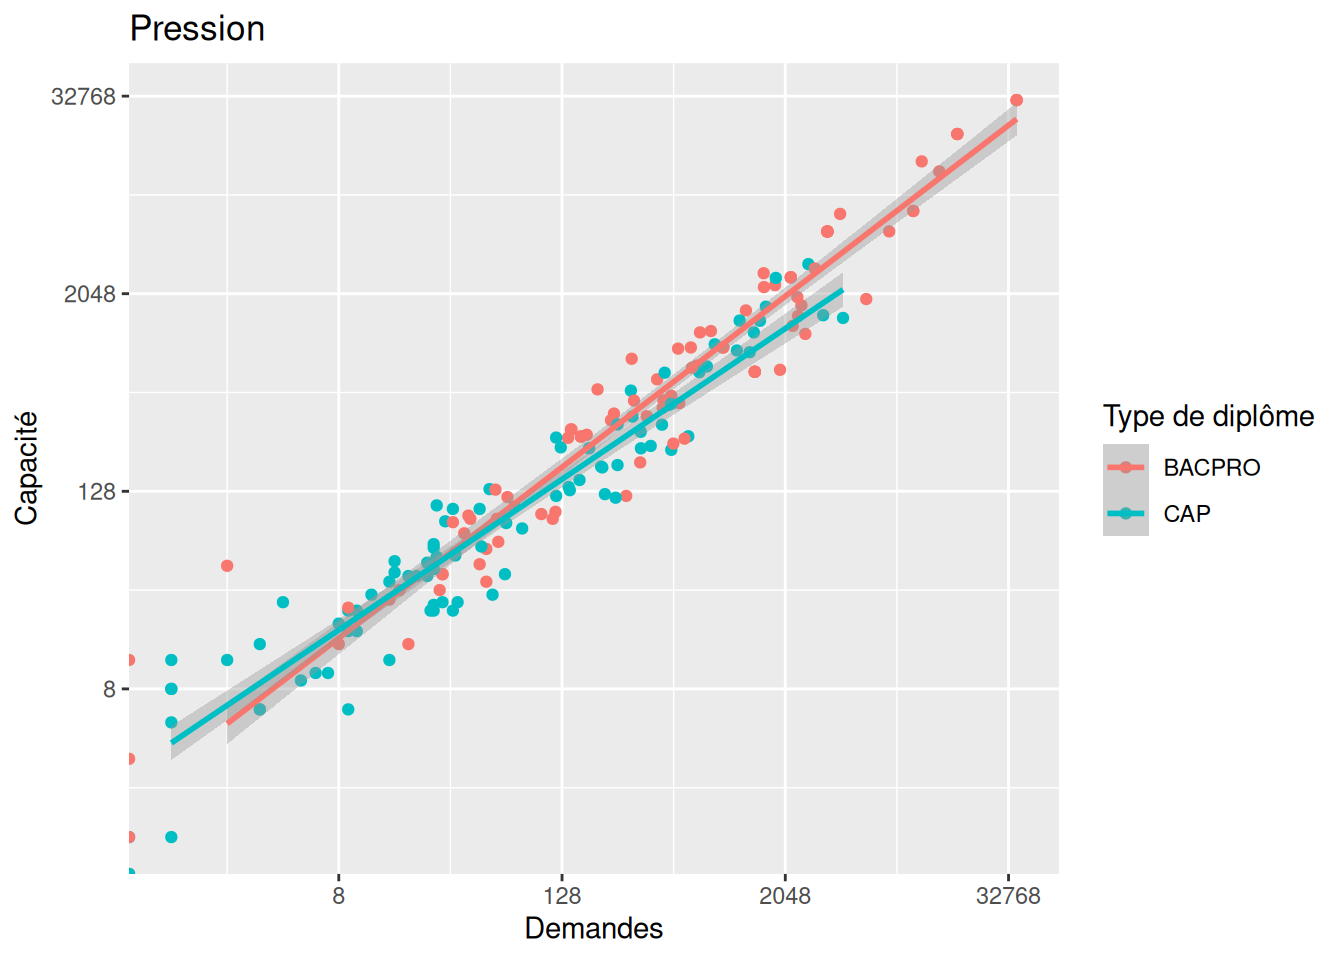 Pression
32768
2048
128
8
Capacité
8
128
2048
32768
Demandes
Type de diplôme
BACPRO
CAP